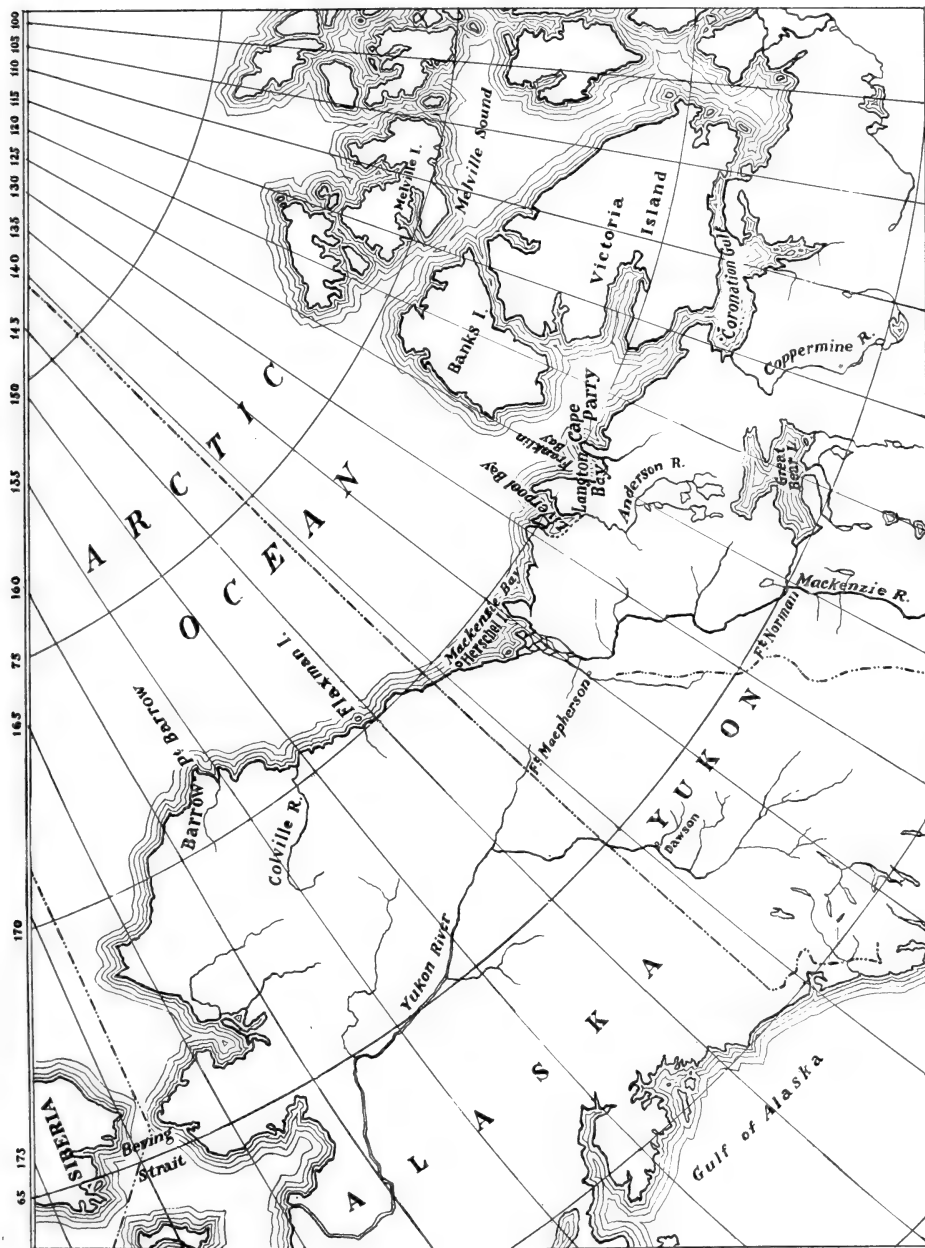 100
105
110
115
120
125
130
135
140
145
150
155
160
75
165
170
175
65
ARCTIC
OCEAN
Melville I.
Melville Sound
Banks I.
Victoria
Island
Coronation Gulf
Coppermine R.
Cape
Parry
Franklin
Bay
Langton
Bay
Liverpool Bay
Anderson R.
Great
Bear L.
Mackenzie R.
Ft Norman
Mackenzie Bay
Herschel I.
Flaxman I.
Ft Macpherson
YUKON
Dawson
Pt Barrow
Barrow
Colville R.
Yukon River
ALASKA
SIBERIA
Bering
Strait
Gulf of Alaska